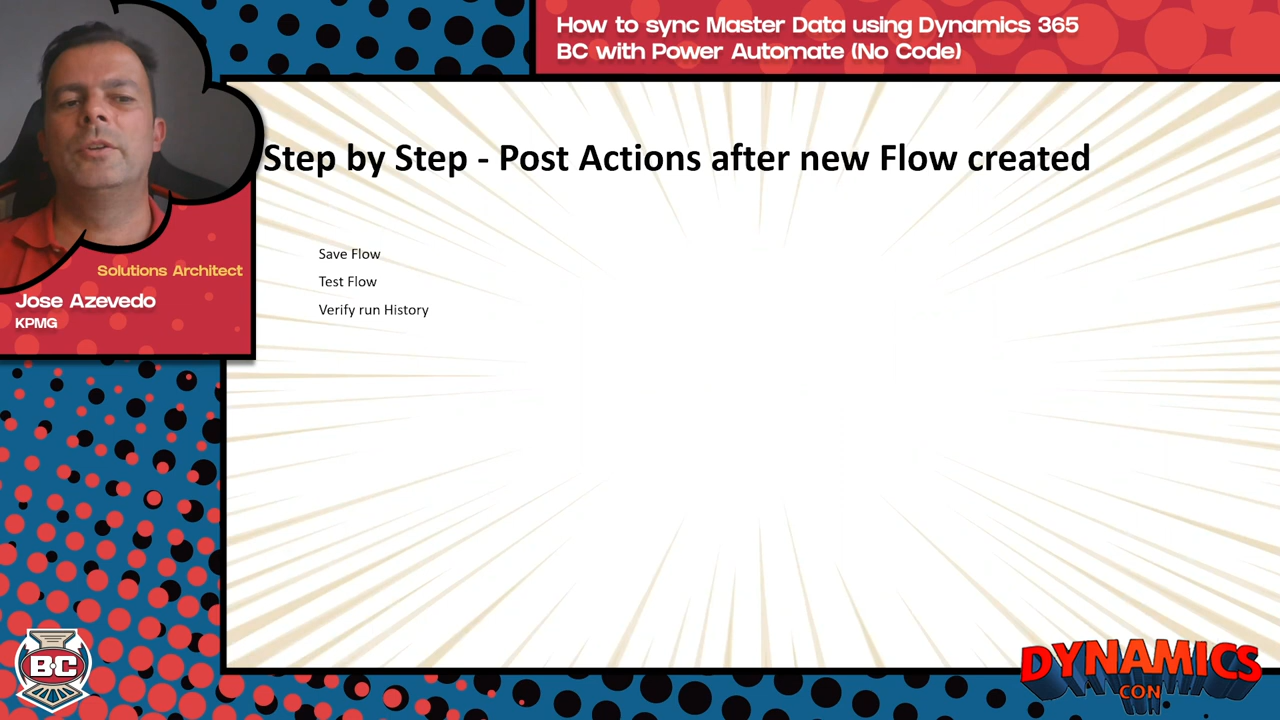 How to sync Master Data using Dynamics 365
BC with Power Automate (No Code)
Step by Step - Post Actions after new Flow created
Save Flow
Test Flow
Verify run History
Solutions Architect
Jose Azevedo
KPMG
BC
DYNAMICS
CON